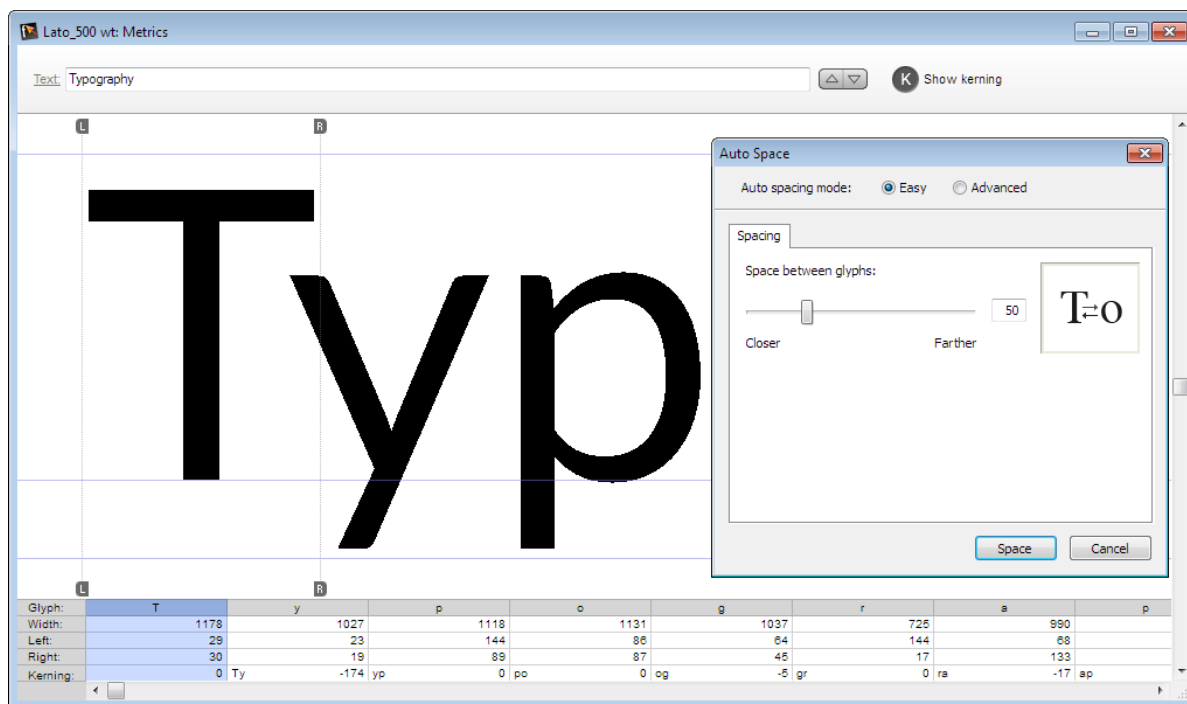 Lato_500 wt: Metrics
Text: Typography
K Show kerning
L R
Typ
Auto Space
Auto spacing mode: Easy Advanced
Spacing
Space between glyphs:
50
T⇄o
Closer Farther
Space Cancel
L R
Glyph: T y p o g r a p
Width: 1178 1027 1118 1131 1037 725 990
Left: 29 23 144 86 64 144 68
Right: 30 19 89 87 45 17 133
Kerning: 0 Ty -174 yp 0 po 0 og -5 gr 0 ra -17 ap